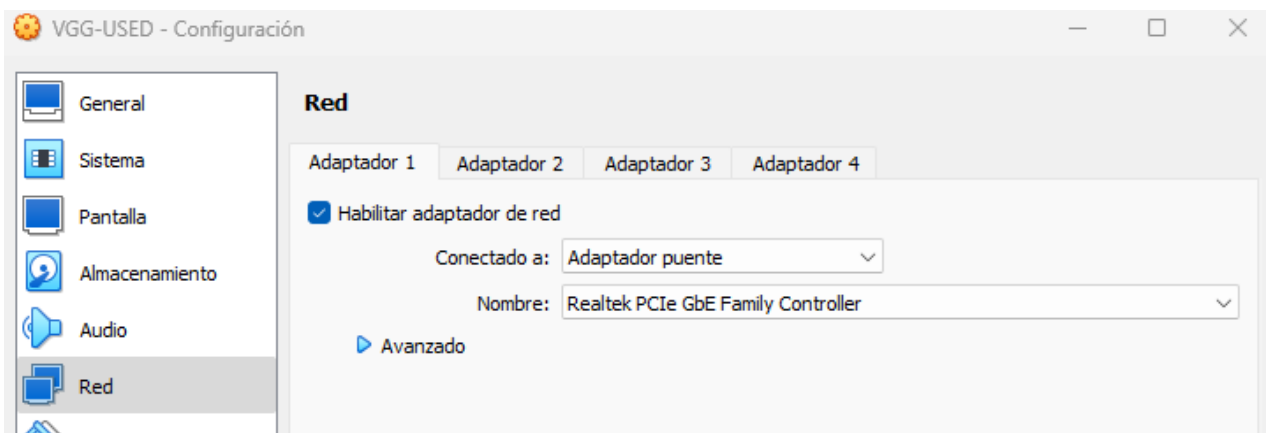 VGG-USED - Configuración
General
Sistema
Pantalla
Almacenamiento
Audio
Red
Red
Adaptador 1 Adaptador 2 Adaptador 3 Adaptador 4
Habilitar adaptador de red
Conectado a: Adaptador puente
Nombre: Realtek PCIe GbE Family Controller
Avanzado